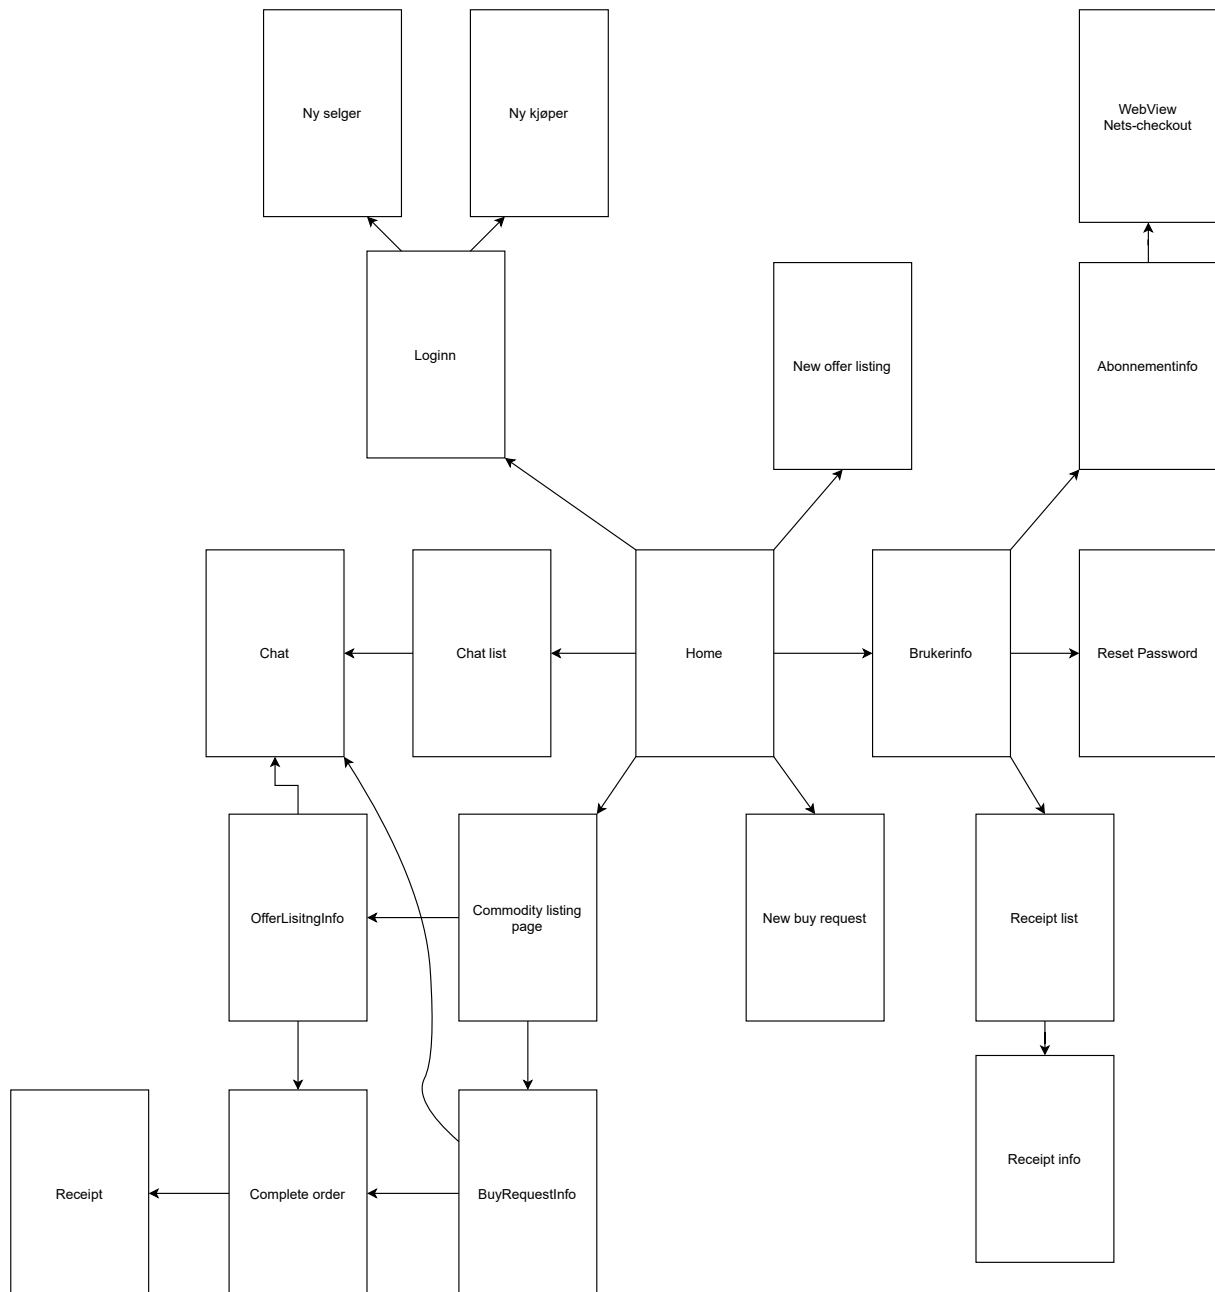 Ny selger
Ny kjøper
WebView
Nets-checkout
Loginn
New offer listing
Abonnementinfo
Chat
Chat list
Home
Brukerinfo
Reset Password
OfferLisitngInfo
Commodity listing
page
New buy request
Receipt list
Receipt info
Receipt
Complete order
BuyRequestInfo